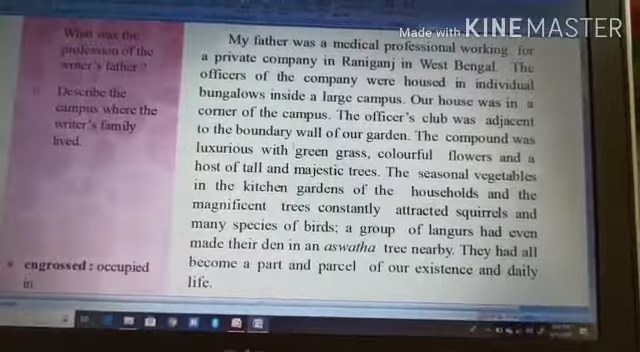 Made with KINEMASTER
What was the
profession of the
writer's father ?
Describe the
campus where the
writer's family
lived.
engrossed : occupied
in
My father was a medical professional working for
a private company in Raniganj in West Bengal. The
officers of the company were housed in individual
bungalows inside a large campus. Our house was in a
corner of the campus. The officer's club was adjacent
to the boundary wall of our garden. The compound was
luxurious with green grass, colourful flowers and a
host of tall and majestic trees. The seasonal vegetables
in the kitchen gardens of the households and the
magnificent trees constantly attracted squirrels and
many species of birds; a group of langurs had even
made their den in an aswatha tree nearby. They had all
become a part and parcel of our existence and daily
life.